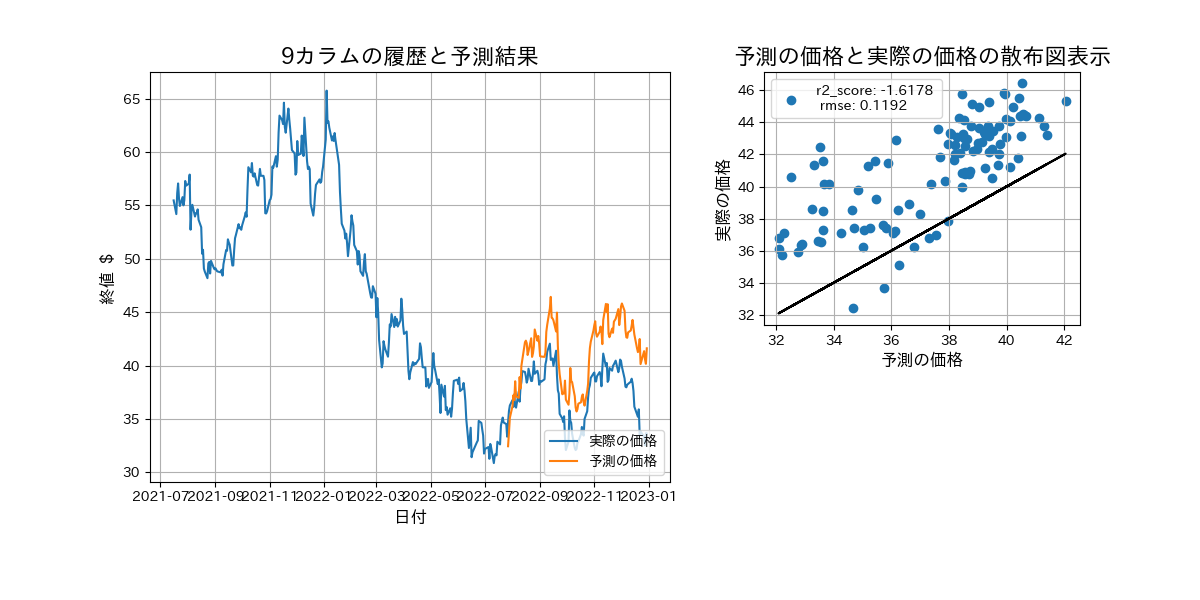 9カラムの履歴と予測結果
65
60
55
50
45
40
35
30
終値 $
2021-07 2021-09 2021-11 2022-01 2022-03 2022-05 2022-07 2022-09 2022-11 2023-01
日付
実際の価格
予測の価格
予測の価格と実際の価格の散布図表示
r2_score: -1.6178
rmse: 0.1192
46
44
42
40
38
36
34
32
実際の価格
32 34 36 38 40 42
予測の価格